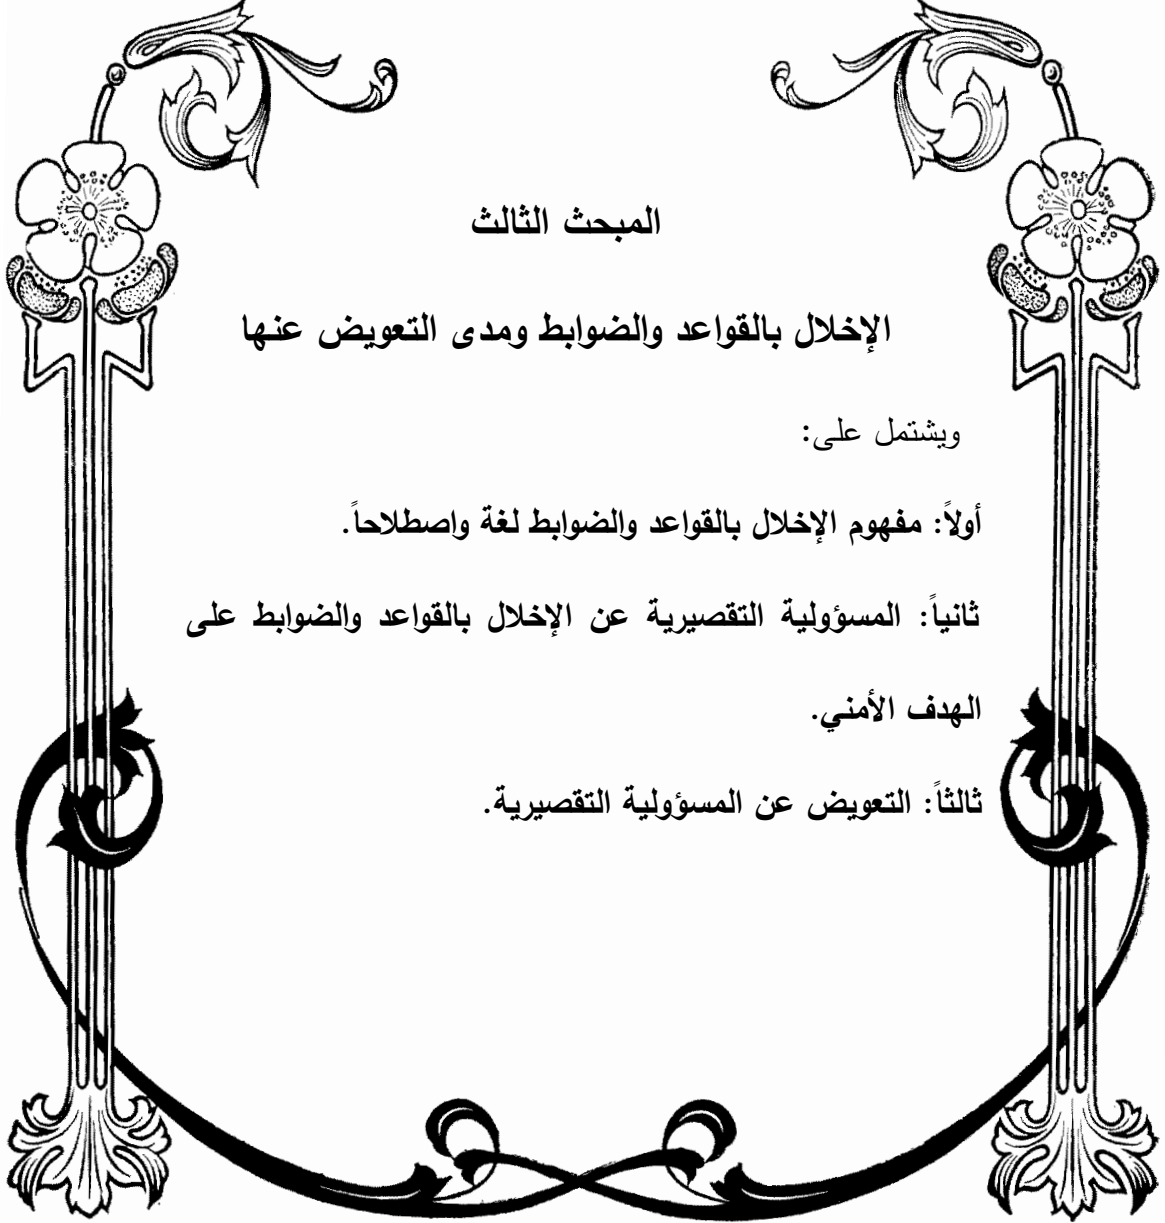 المبحث الثالث
الإخلال بالقواعد والضوابط ومدى التعويض عنها
ويشتمل على:
أولاً: مفهوم الإخلال بالقواعد والضوابط لغة واصطلاحاً.
ثانياً: المسؤولية التقصيرية عن الإخلال بالقواعد والضوابط على
الهدف الأمني.
ثالثاً: التعويض عن المسؤولية التقصيرية.